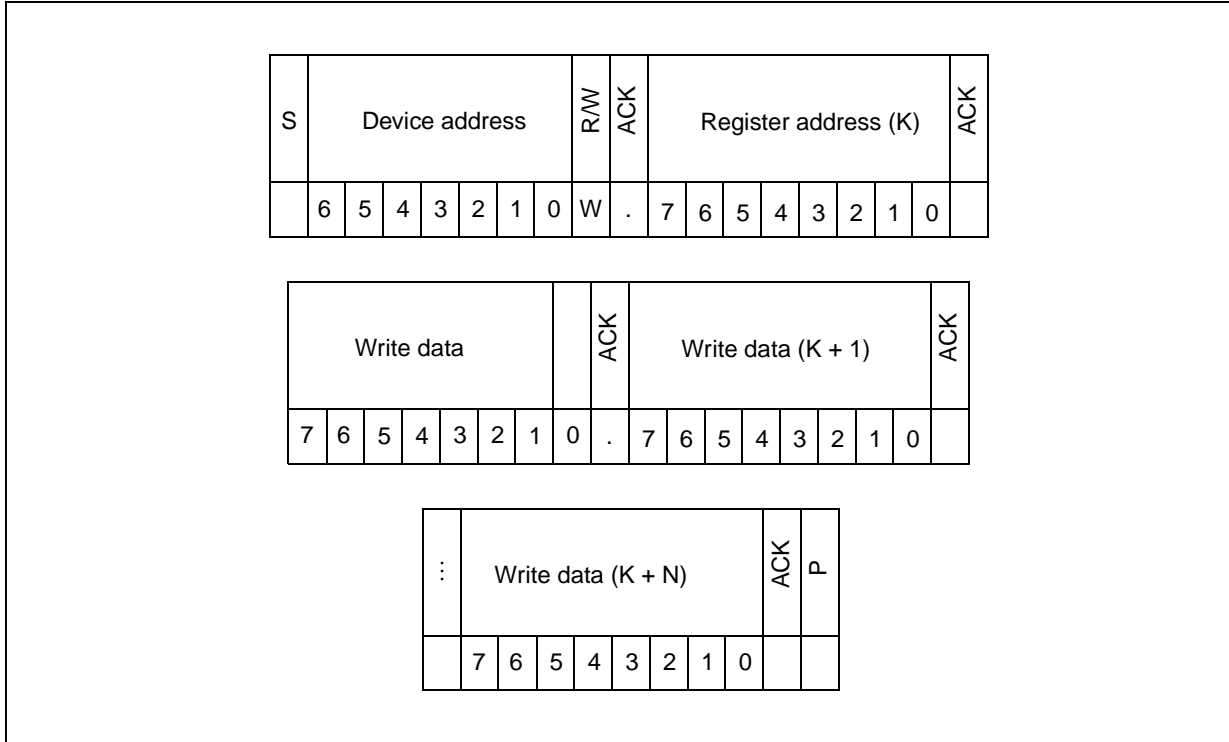 S Device address R/W ACK Register address (K) ACK
6 5 4 3 2 1 0 W . 7 6 5 4 3 2 1 0
Write data ACK Write data (K + 1) ACK
7 6 5 4 3 2 1 0 . 7 6 5 4 3 2 1 0
... Write data (K + N) ACK P
7 6 5 4 3 2 1 0